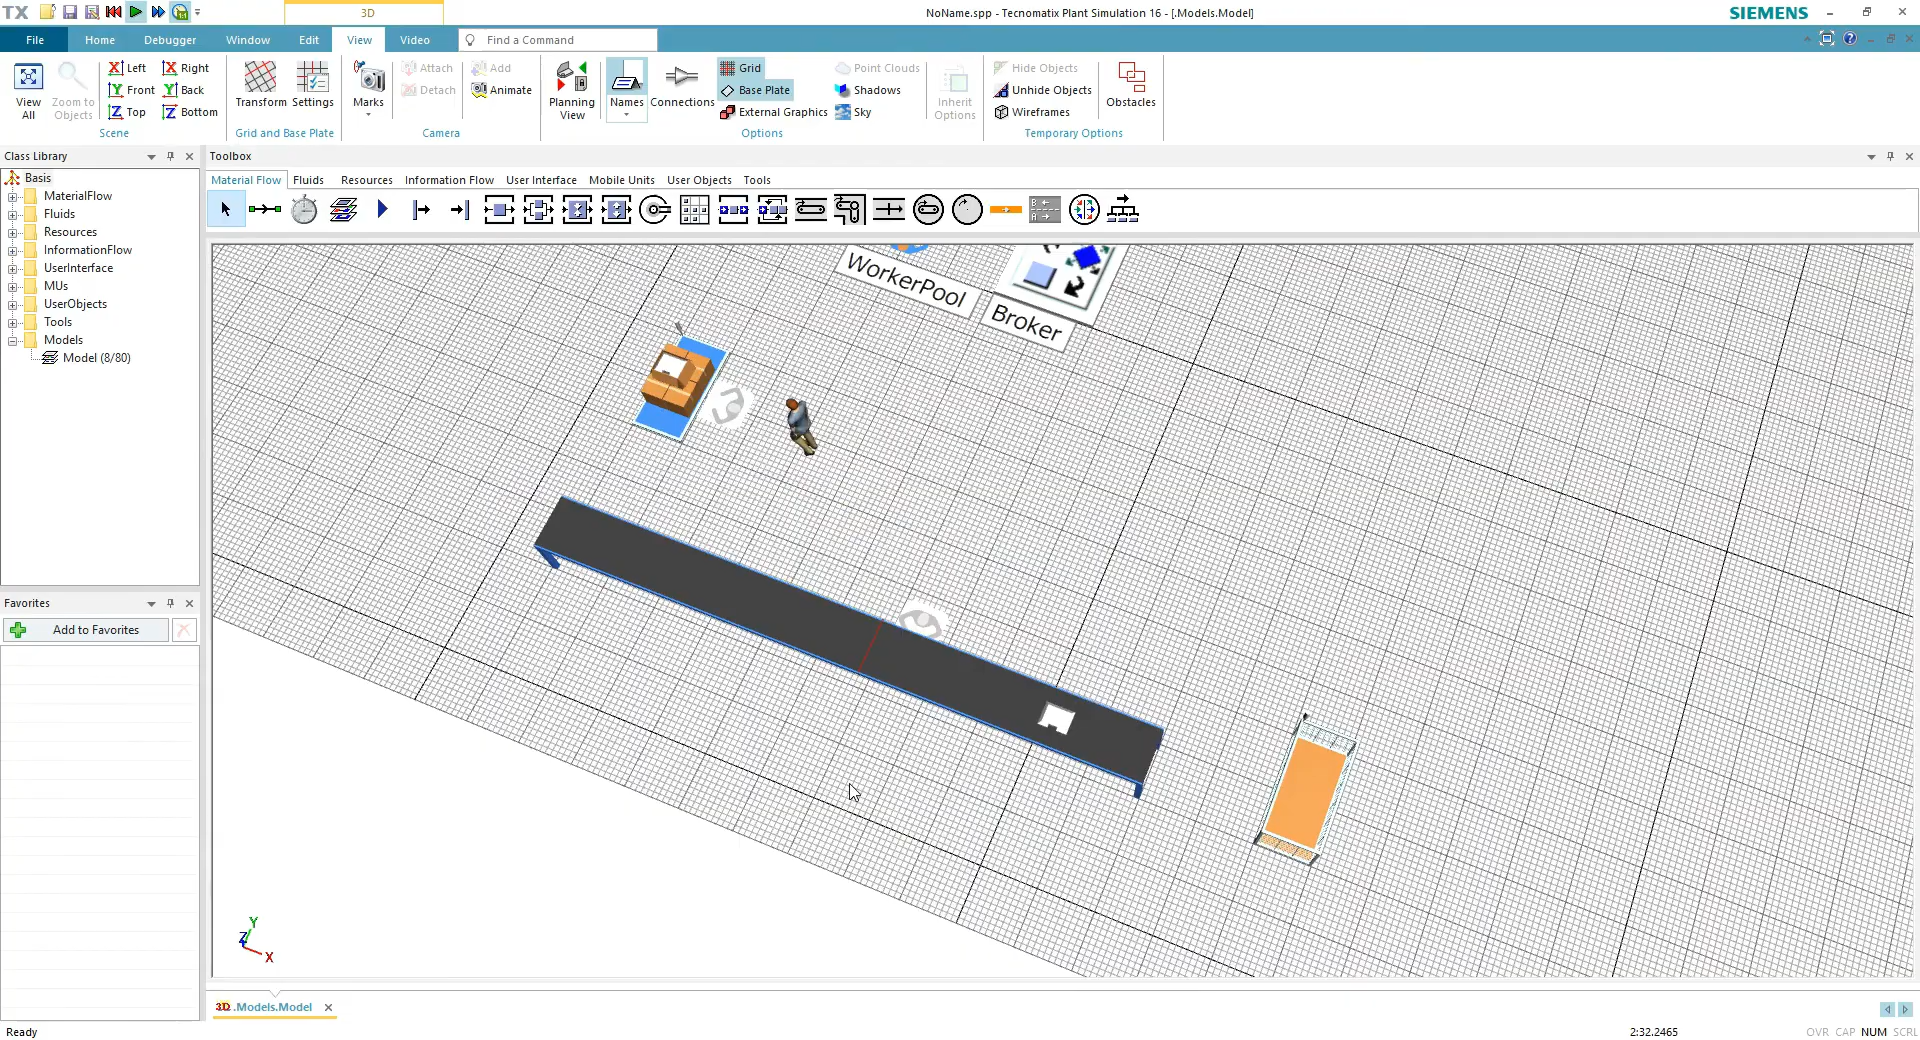 TX
3D
NoName.spp - Tecnomatix Plant Simulation 16 - [.Models.Model]
SIEMENS
File
Home
Debugger
Window
Edit
View
Video
Find a Command
View All
Zoom to Objects
X Left
X Right
Y Front
Y Back
Z Top
Z Bottom
Scene
Transform
Settings
Grid and Base Plate
Marks
Attach
Detach
Add
Animate
Camera
Planning View
Names
Connections
Grid
Base Plate
External Graphics
Point Clouds
Shadows
Sky
Options
Inherit Options
Hide Objects
Unhide Objects
Wireframes
Temporary Options
Obstacles
Class Library
Basis
MaterialFlow
Fluids
Resources
InformationFlow
UserInterface
MUs
UserObjects
Tools
Models
Model (8/80)
Favorites
Add to Favorites
Toolbox
Material Flow
Fluids
Resources
Information Flow
User Interface
Mobile Units
User Objects
Tools
WorkerPool
Broker
Y
Z
X
3D .Models.Model
Ready
2:32.2465
OVR CAP NUM SCRL